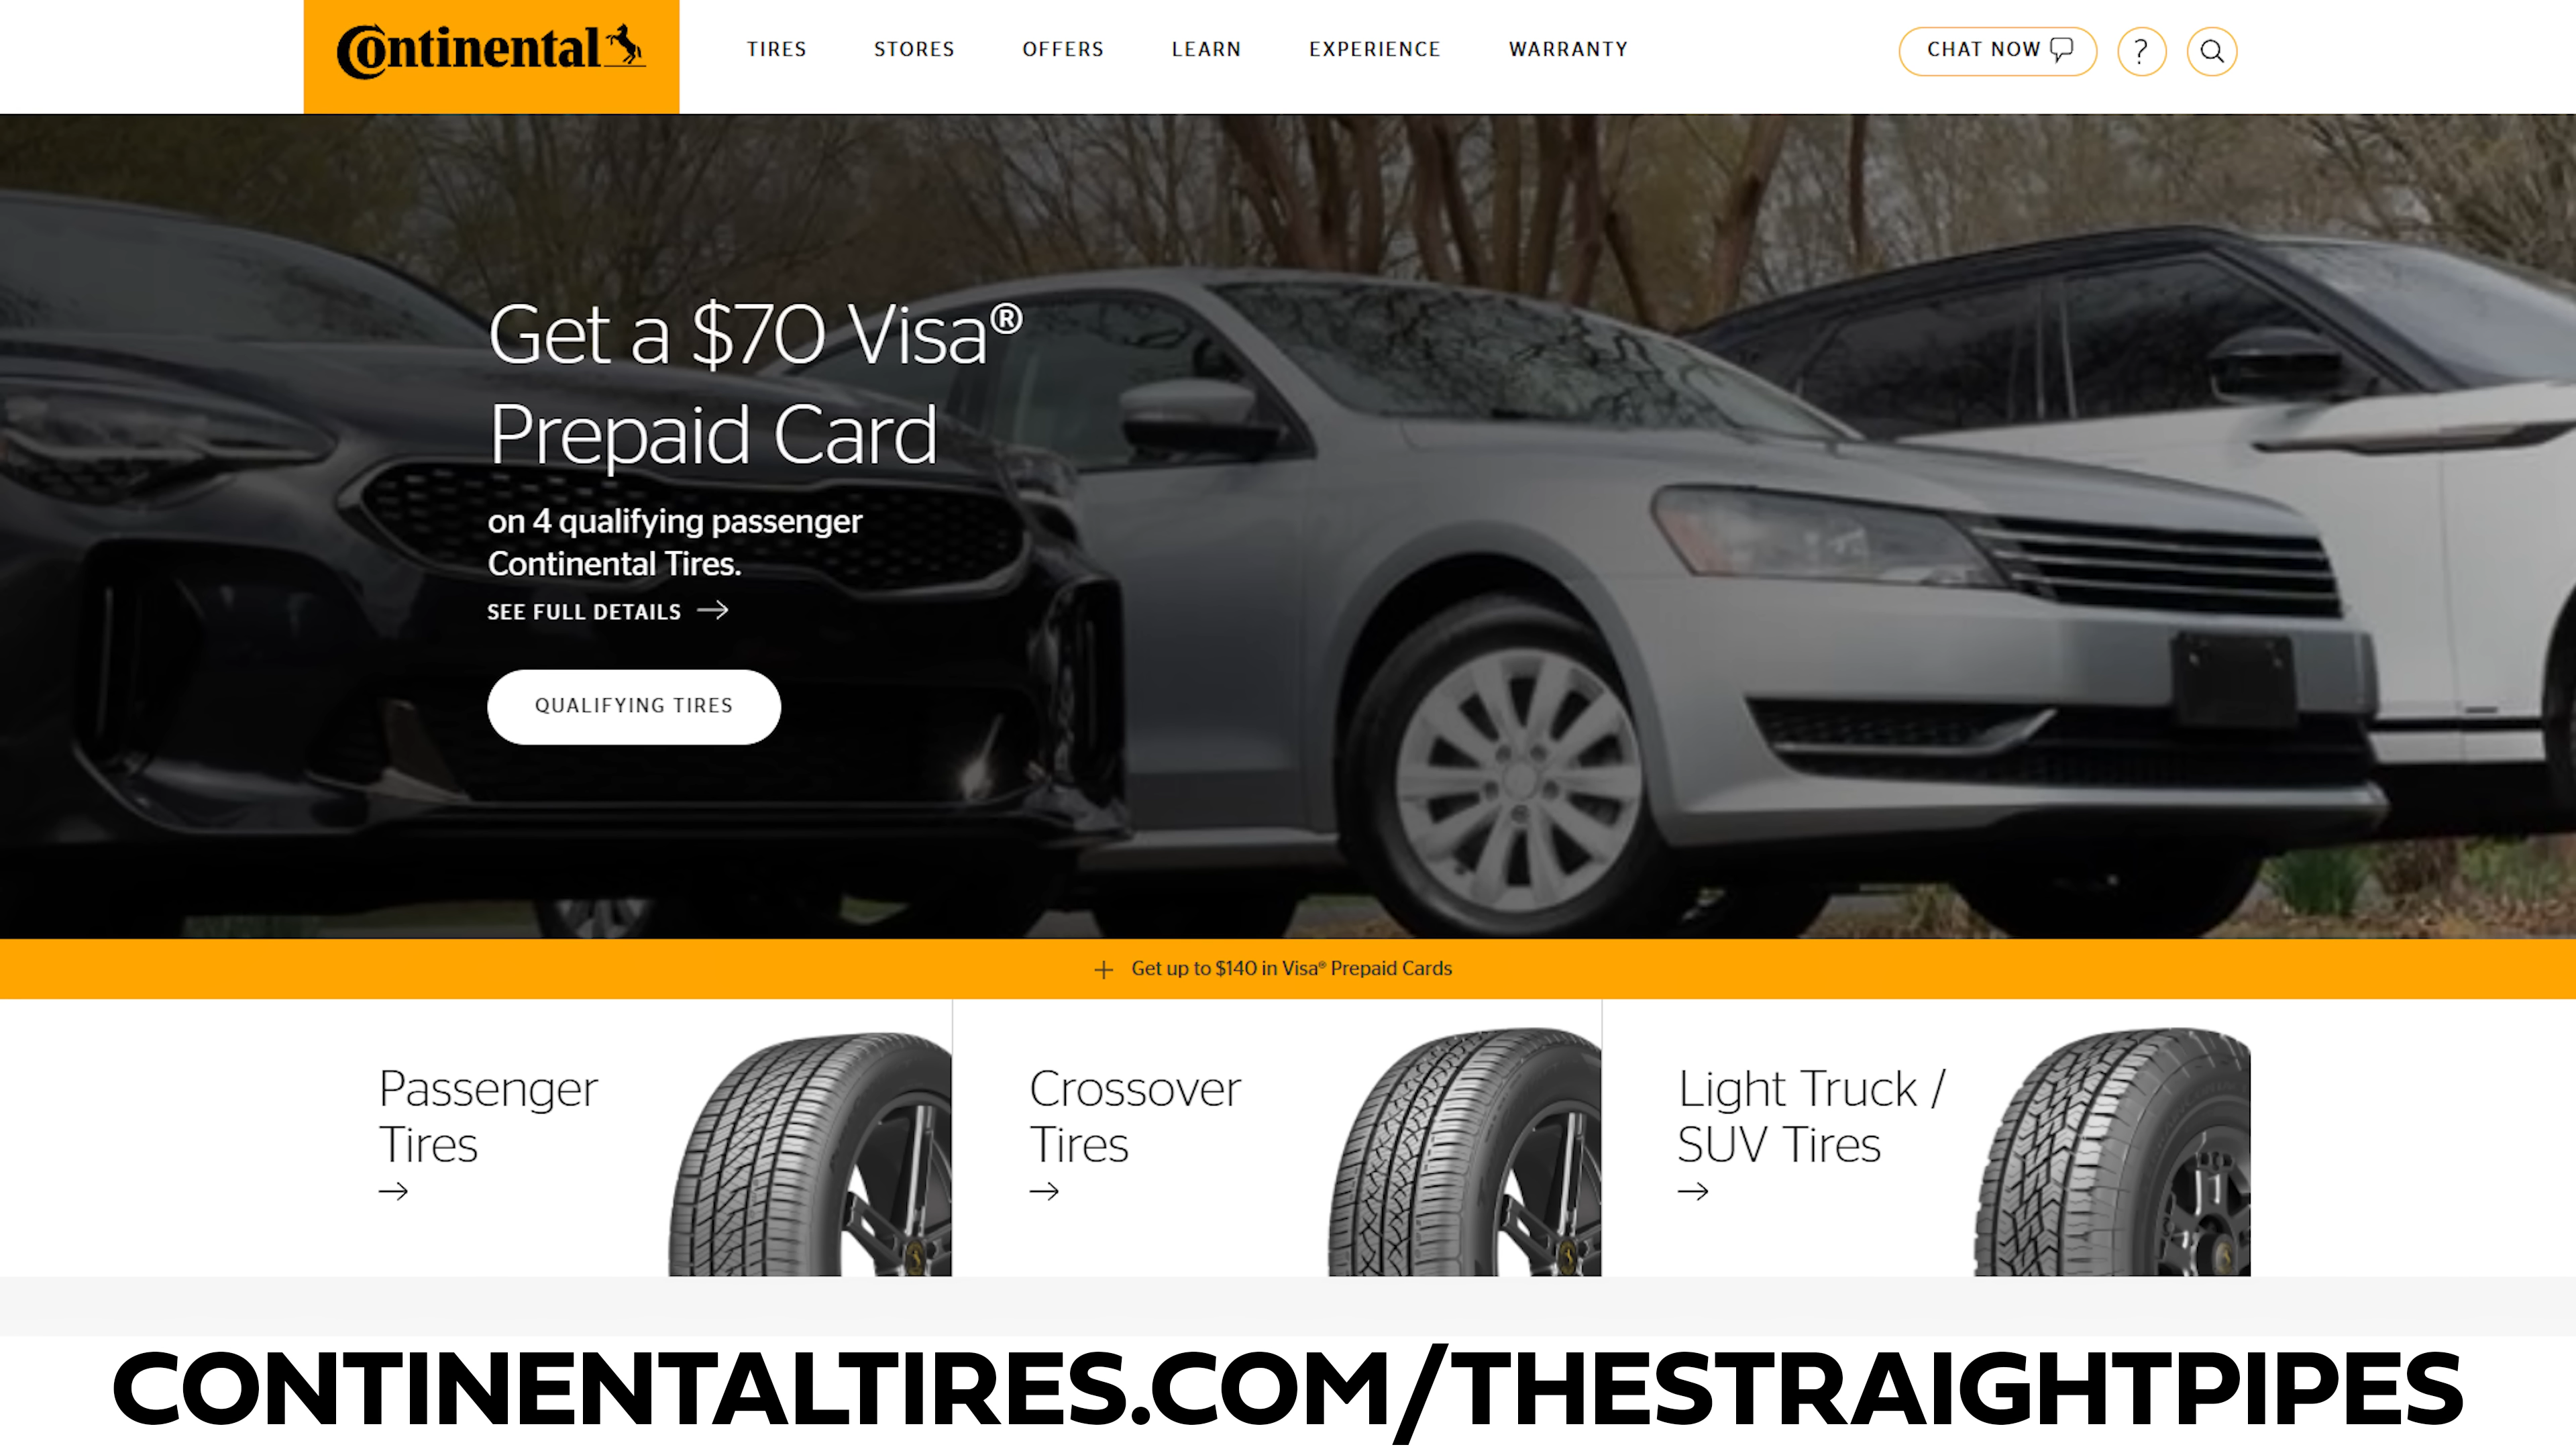 Continental
TIRES
STORES
OFFERS
LEARN
EXPERIENCE
WARRANTY
CHAT NOW
?
Get a $70 Visa®
Prepaid Card
on 4 qualifying passenger
Continental Tires.
SEE FULL DETAILS
QUALIFYING TIRES
+ Get up to $140 in Visa® Prepaid Cards
Passenger
Tires
Crossover
Tires
Light Truck /
SUV Tires
CONTINENTALTIRES.COM/THESTRAIGHTPIPES